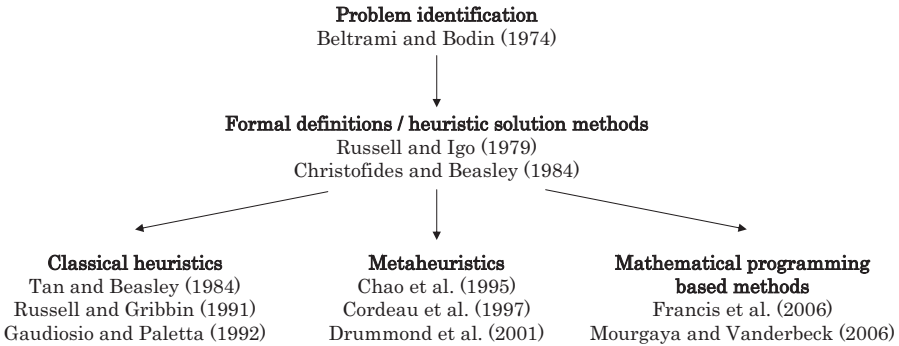 Problem identification
Beltrami and Bodin (1974)
Formal definitions / heuristic solution methods
Russell and Igo (1979)
Christofides and Beasley (1984)
Classical heuristics
Tan and Beasley (1984)
Russell and Gribbin (1991)
Gaudiosio and Paletta (1992)
Metaheuristics
Chao et al. (1995)
Cordeau et al. (1997)
Drummond et al. (2001)
Mathematical programming
based methods
Francis et al. (2006)
Mourgaya and Vanderbeck (2006)